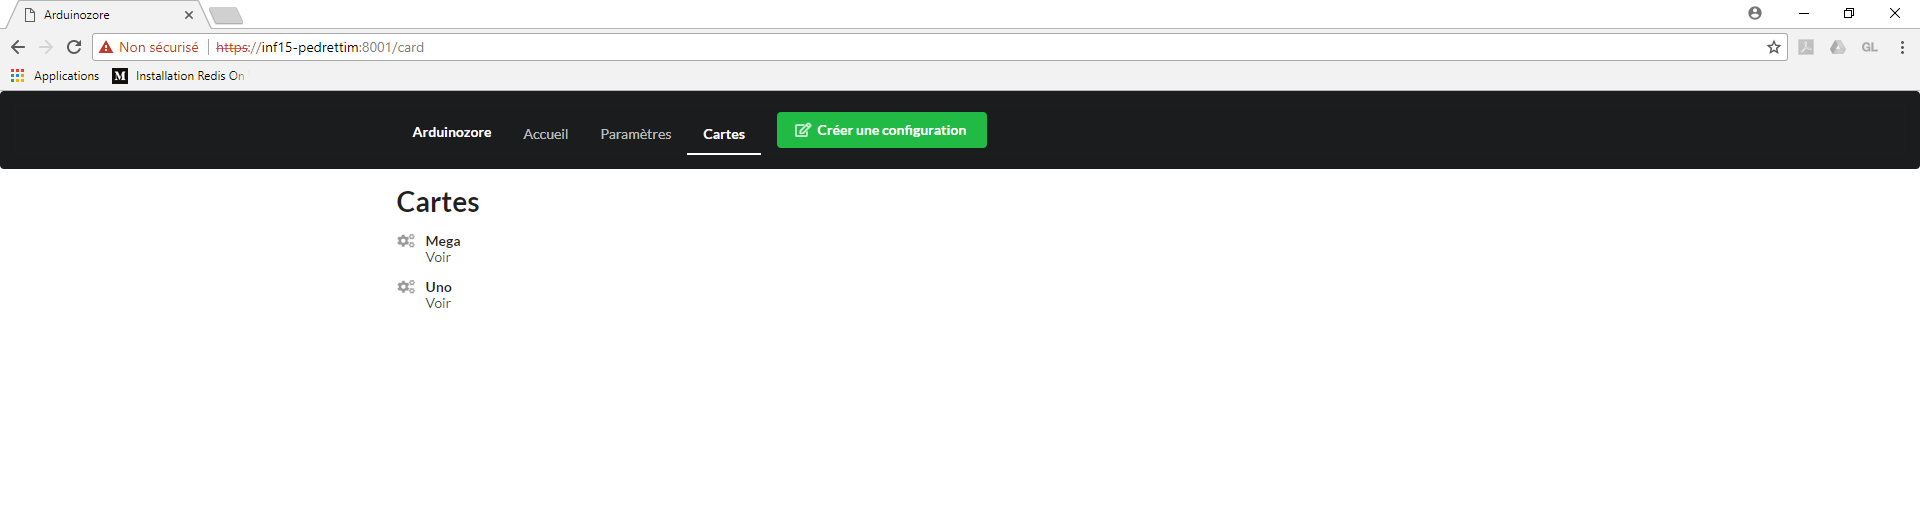 Arduinozore
Non sécurisé https://inf15-pedrettim:8001/card
GL
Applications M Installation Redis On
Arduinozore Accueil Paramètres Cartes Créer une configuration
Cartes
Mega
Voir
Uno
Voir